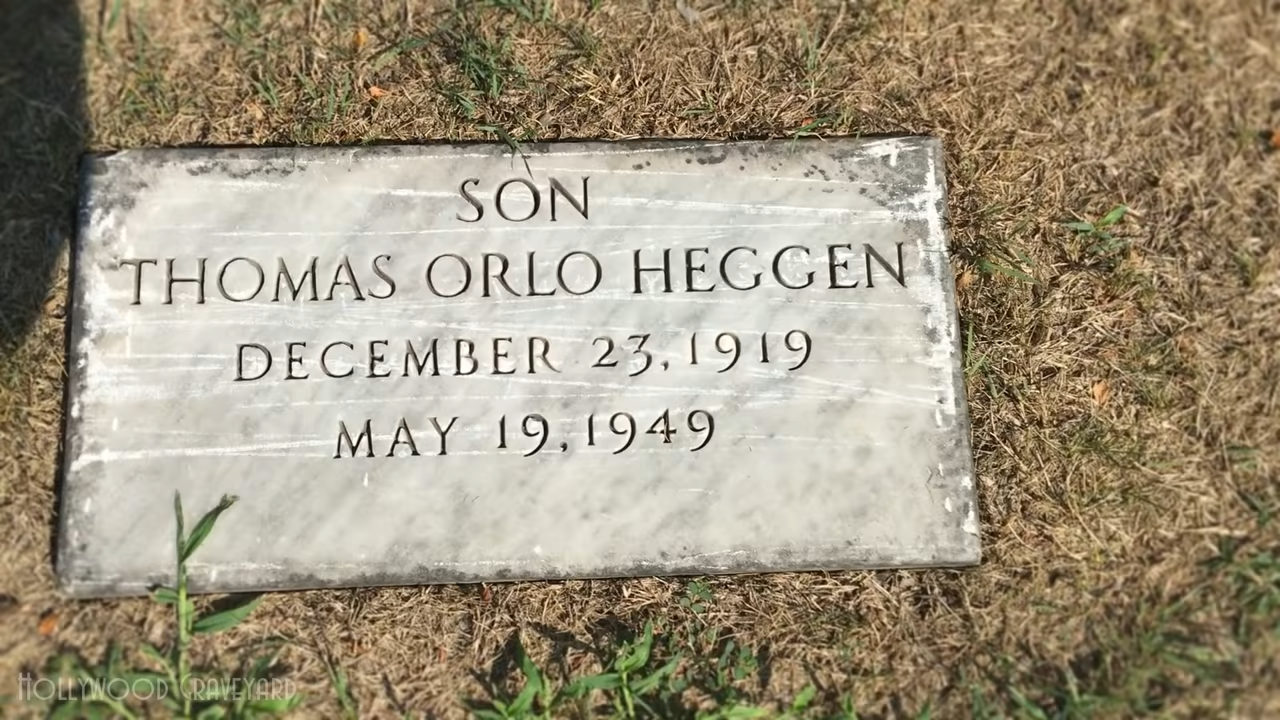 SON
THOMAS ORLO HEGGEN
DECEMBER 23, 1919
MAY 19, 1949
HOLLYWOOD GRAVEYARD